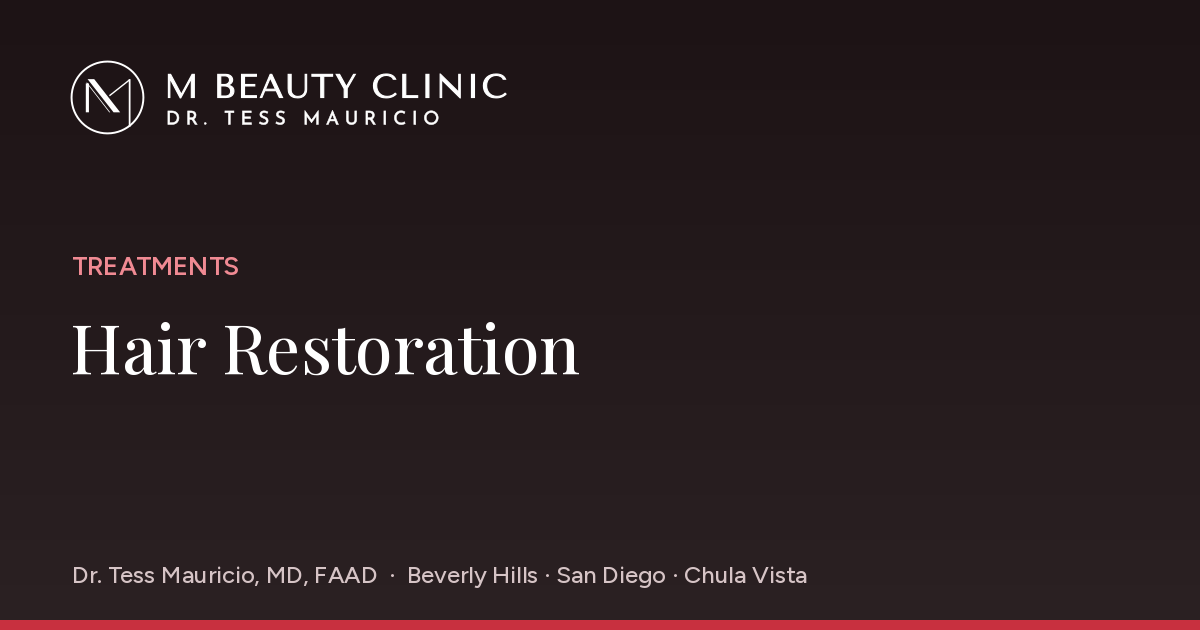 M BEAUTY CLINIC
DR. TESS MAURICIO
TREATMENTS
Hair Restoration
Dr. Tess Mauricio, MD, FAAD · Beverly Hills · San Diego · Chula Vista